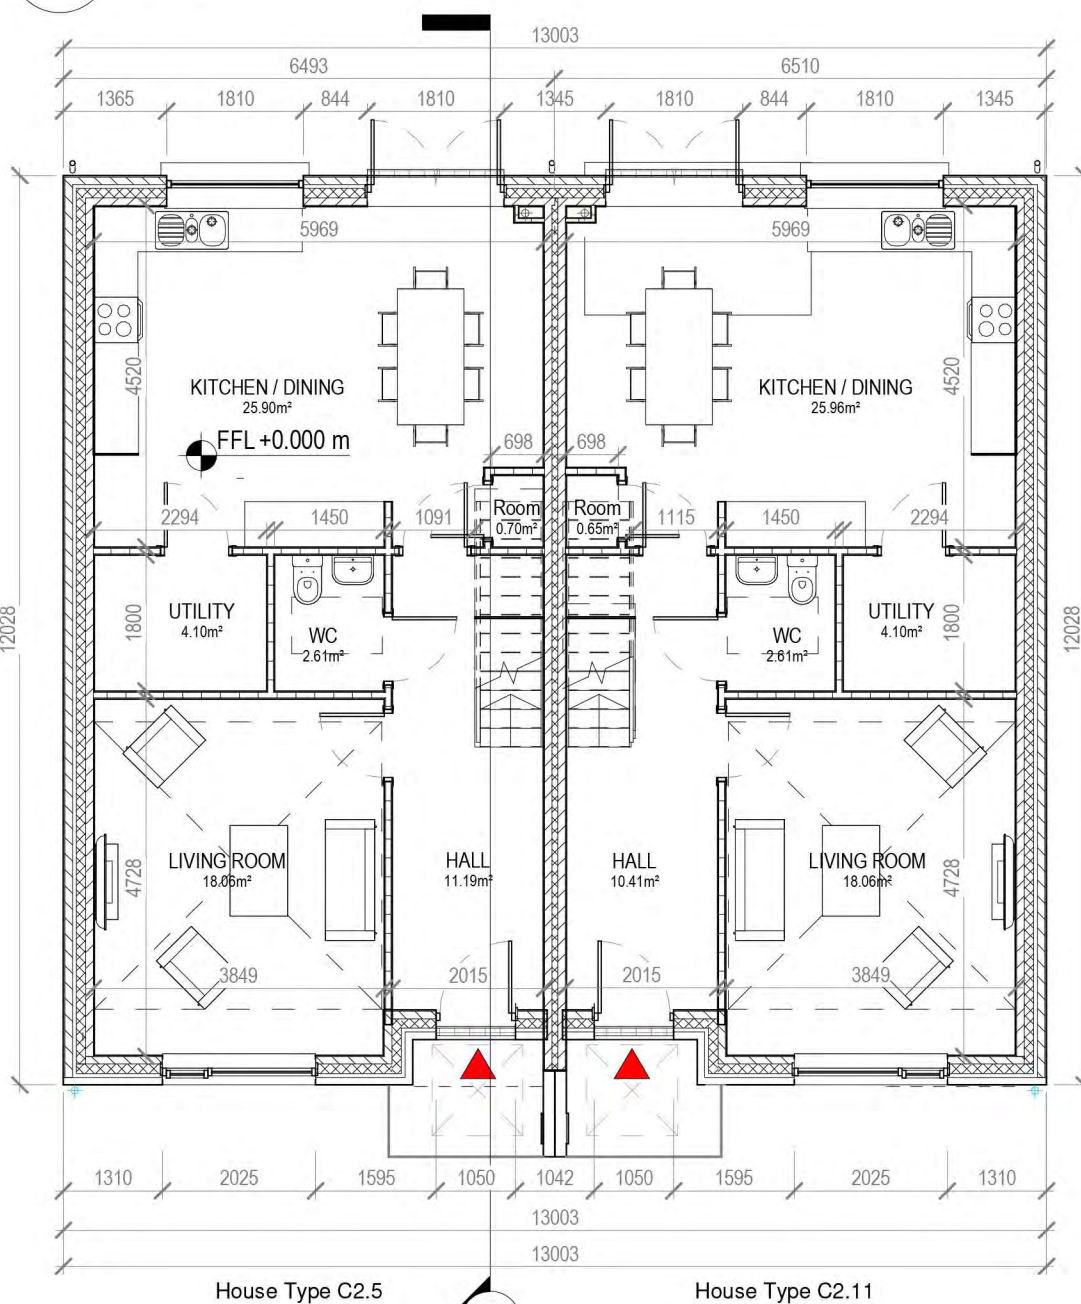 13003
6493 6510
1365 1810 844 1810 1345 1810 844 1810 1345
5969 5969
4520 4520
KITCHEN / DINING KITCHEN / DINING
25.90m² 25.96m²
FFL +0.000 m
698 698
Room Room
0.70m² 0.65m²
2294 1450 1091 1115 1450 2294
UTILITY UTILITY
4.10m² 4.10m²
12028 1800 1800 12028
WC WC
2.61m² 2.61m²
LIVING ROOM HALL HALL LIVING ROOM
18.06m² 11.19m² 10.41m² 18.06m²
4728 4728
3849 2015 2015 3849
1310 2025 1595 1050 1042 1050 1595 2025 1310
13003
13003
House Type C2.5 House Type C2.11